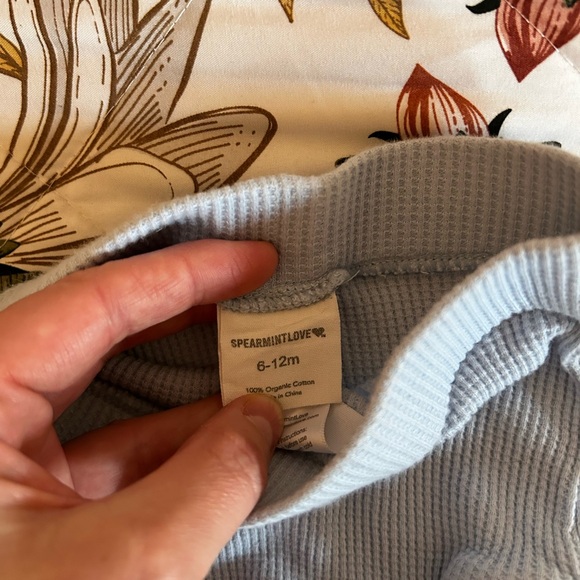 SPEARMINTLOVE
6-12m
100% Organic Cotton
in China